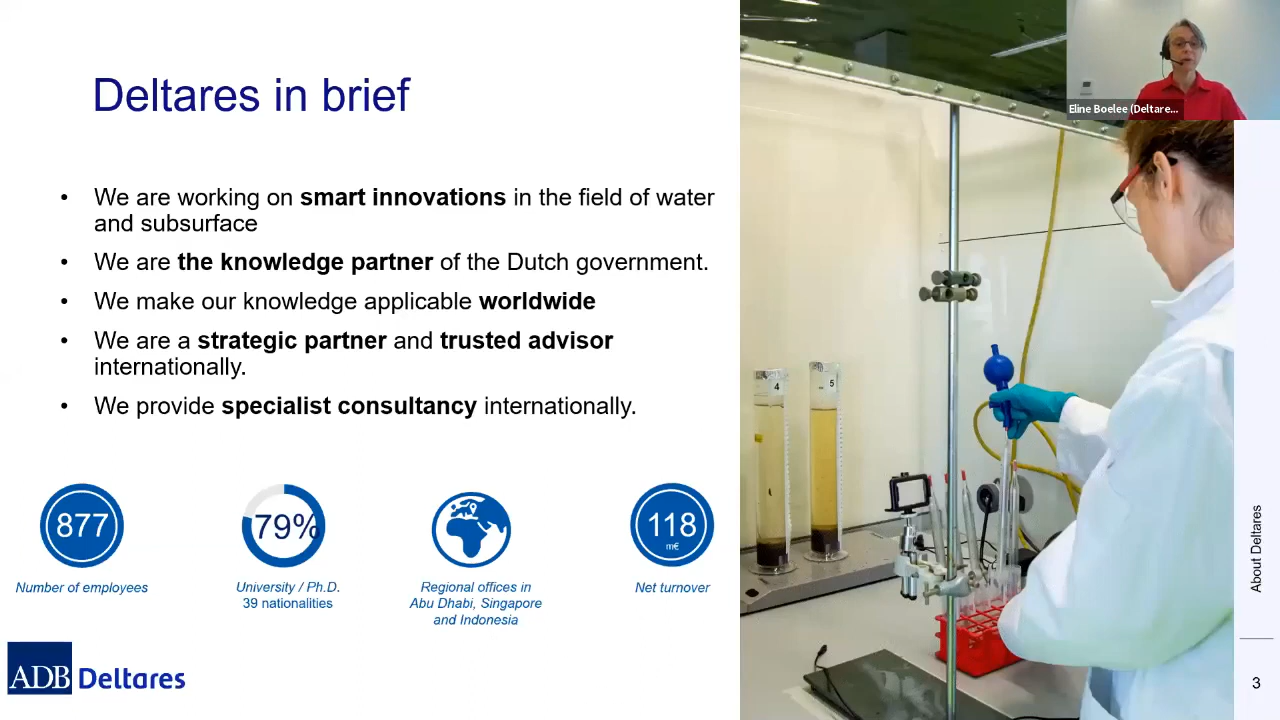 Deltares in brief
• We are working on smart innovations in the field of water
and subsurface
• We are the knowledge partner of the Dutch government.
• We make our knowledge applicable worldwide
• We are a strategic partner and trusted advisor
internationally.
• We provide specialist consultancy internationally.
877
Number of employees
79%
University / Ph.D.
39 nationalities
Regional offices in
Abu Dhabi, Singapore
and Indonesia
118
m€
Net turnover
ADB Deltares
Eline Boelee (Deltare...
4
5
About Deltares
3